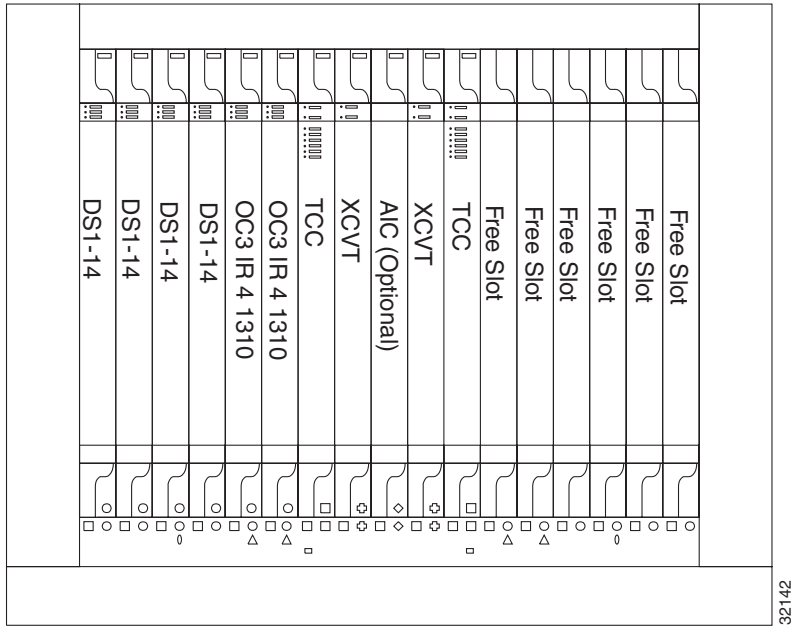 DS1-14
DS1-14
DS1-14
DS1-14
OC3 IR 4 1310
OC3 IR 4 1310
TCC
XCVT
AIC (Optional)
XCVT
TCC
Free Slot
Free Slot
Free Slot
Free Slot
Free Slot
Free Slot
32142